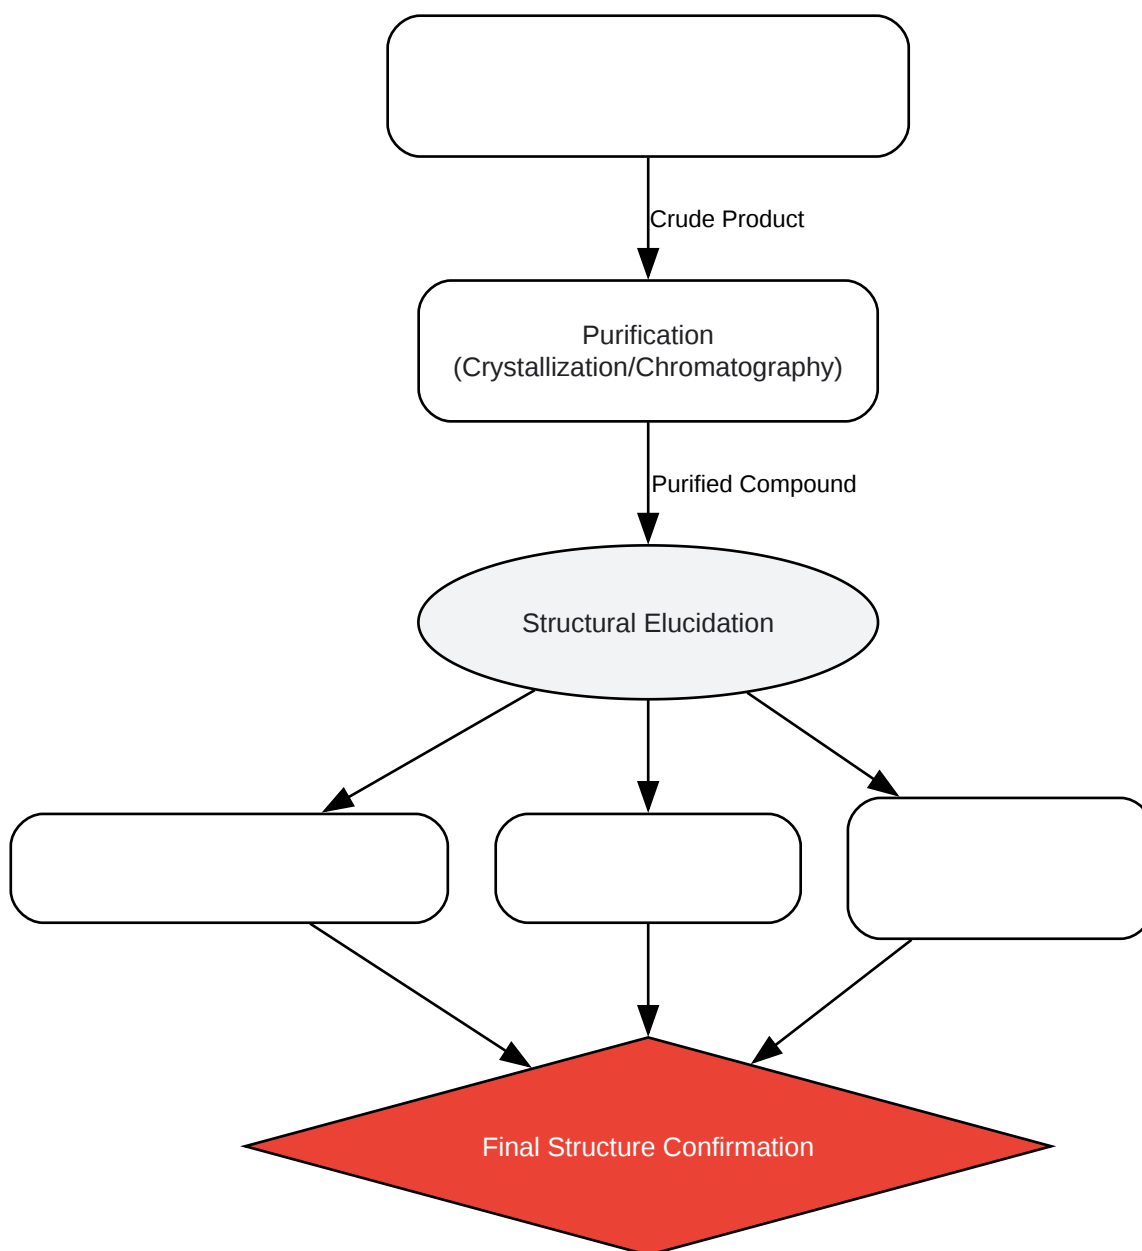 Crude Product
Purification
(Crystallization/Chromatography)
Purified Compound
Structural Elucidation
Final Structure Confirmation